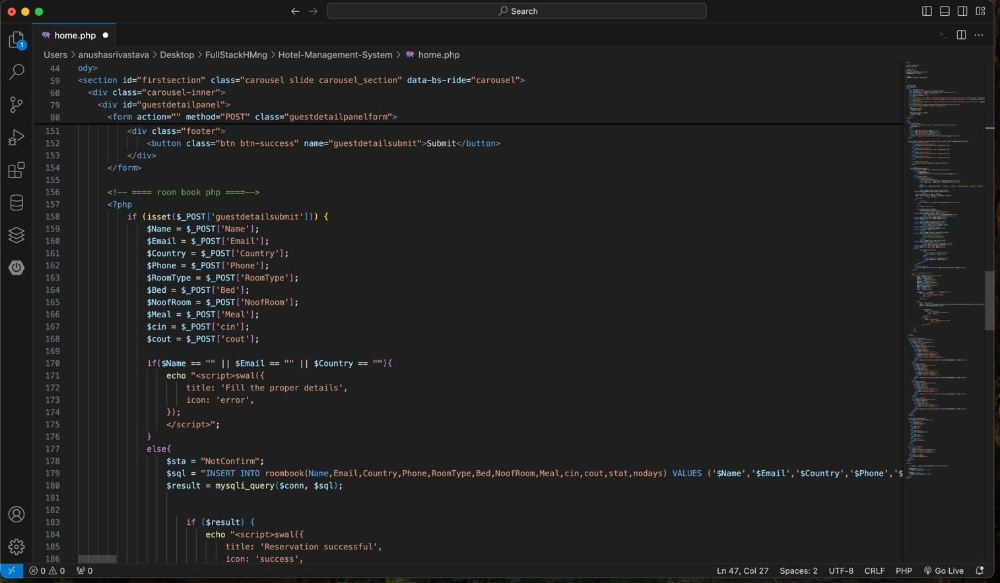 Search
home.php
1
Users > anushasrivastava > Desktop > FullStackHMng > Hotel-Management-System > home.php
44 ody>
59 <section id="firstsection" class="carousel slide carousel_section" data-bs-ride="carousel">
60 <div class="carousel-inner">
79 <div id="guestdetailpanel">
80 <form action="" method="POST" class="guestdetailpanelform">
151 <div class="footer">
152 <button class="btn btn-success" name="guestdetailsubmit">Submit</button>
153 </div>
154 </form>
155
156 <!-- ==== room book php ====-->
157 <?php
158 if (isset($_POST['guestdetailsubmit'])) {
159 $Name = $_POST['Name'];
160 $Email = $_POST['Email'];
161 $Country = $_POST['Country'];
162 $Phone = $_POST['Phone'];
163 $RoomType = $_POST['RoomType'];
164 $Bed = $_POST['Bed'];
165 $NoofRoom = $_POST['NoofRoom'];
166 $Meal = $_POST['Meal'];
167 $cin = $_POST['cin'];
168 $cout = $_POST['cout'];
169
170 if($Name == "" || $Email == "" || $Country == ""){
171 echo "<script>swal({
172 title: 'Fill the proper details',
173 icon: 'error',
174 });
175 </script>";
176 }
177 else{
178 $sta = "NotConfirm";
179 $sql = "INSERT INTO roombook(Name,Email,Country,Phone,RoomType,Bed,NoofRoom,Meal,cin,cout,stat,nodays) VALUES ('$Name','$Email','$Country','$Phone','$
180 $result = mysqli_query($conn, $sql);
181
182
183 if ($result) {
184 echo "<script>swal({
185 title: 'Reservation successful',
186 icon: 'success',
0 0 0 Ln 47, Col 27 Spaces: 2 UTF-8 CRLF PHP Go Live